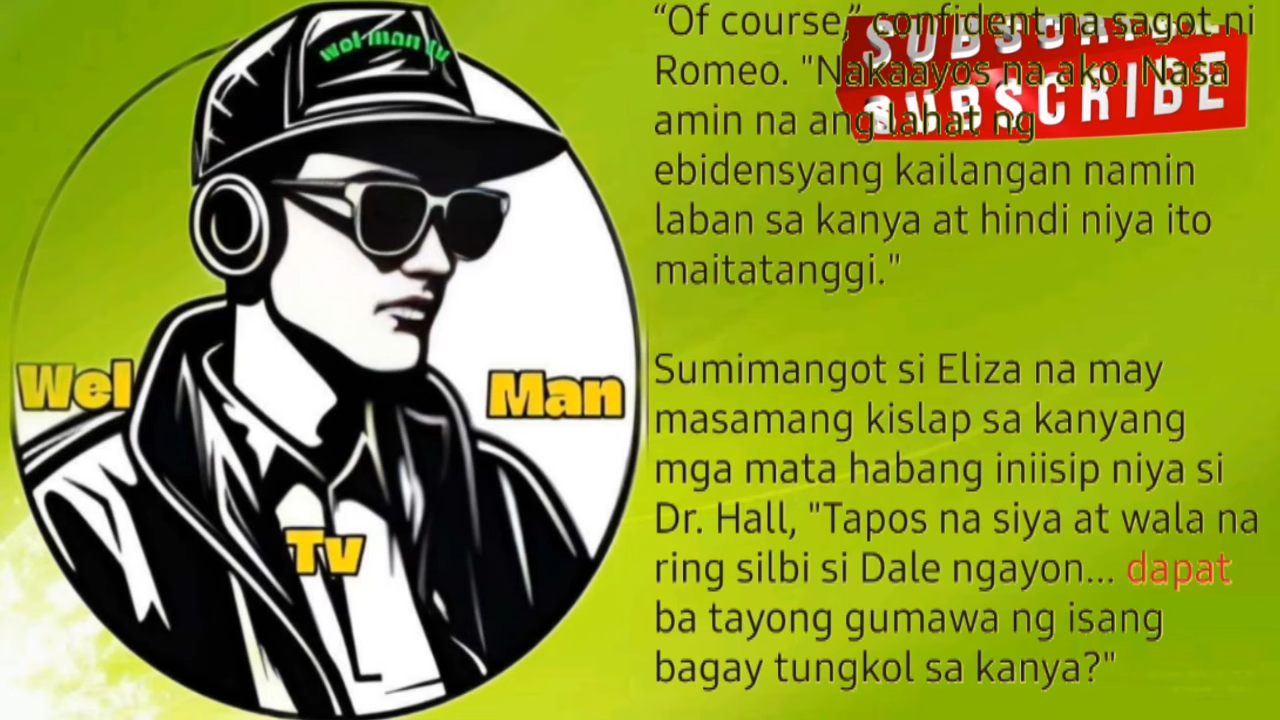 wel man tv
Wel
Man
Tv
“Of course,” confident na sagot ni
Romeo. "Nakaayos na ako. Nasa
amin na ang lahat ng
ebidensyang kailangan namin
laban sa kanya at hindi niya ito
maitatanggi."
Sumimangot si Eliza na may
masamang kislap sa kanyang
mga mata habang iniisip niya si
Dr. Hall, "Tapos na siya at wala na
ring silbi si Dale ngayon... dapat
ba tayong gumawa ng isang
bagay tungkol sa kanya?"
SUBSCRIBE
SUBSCRIBE